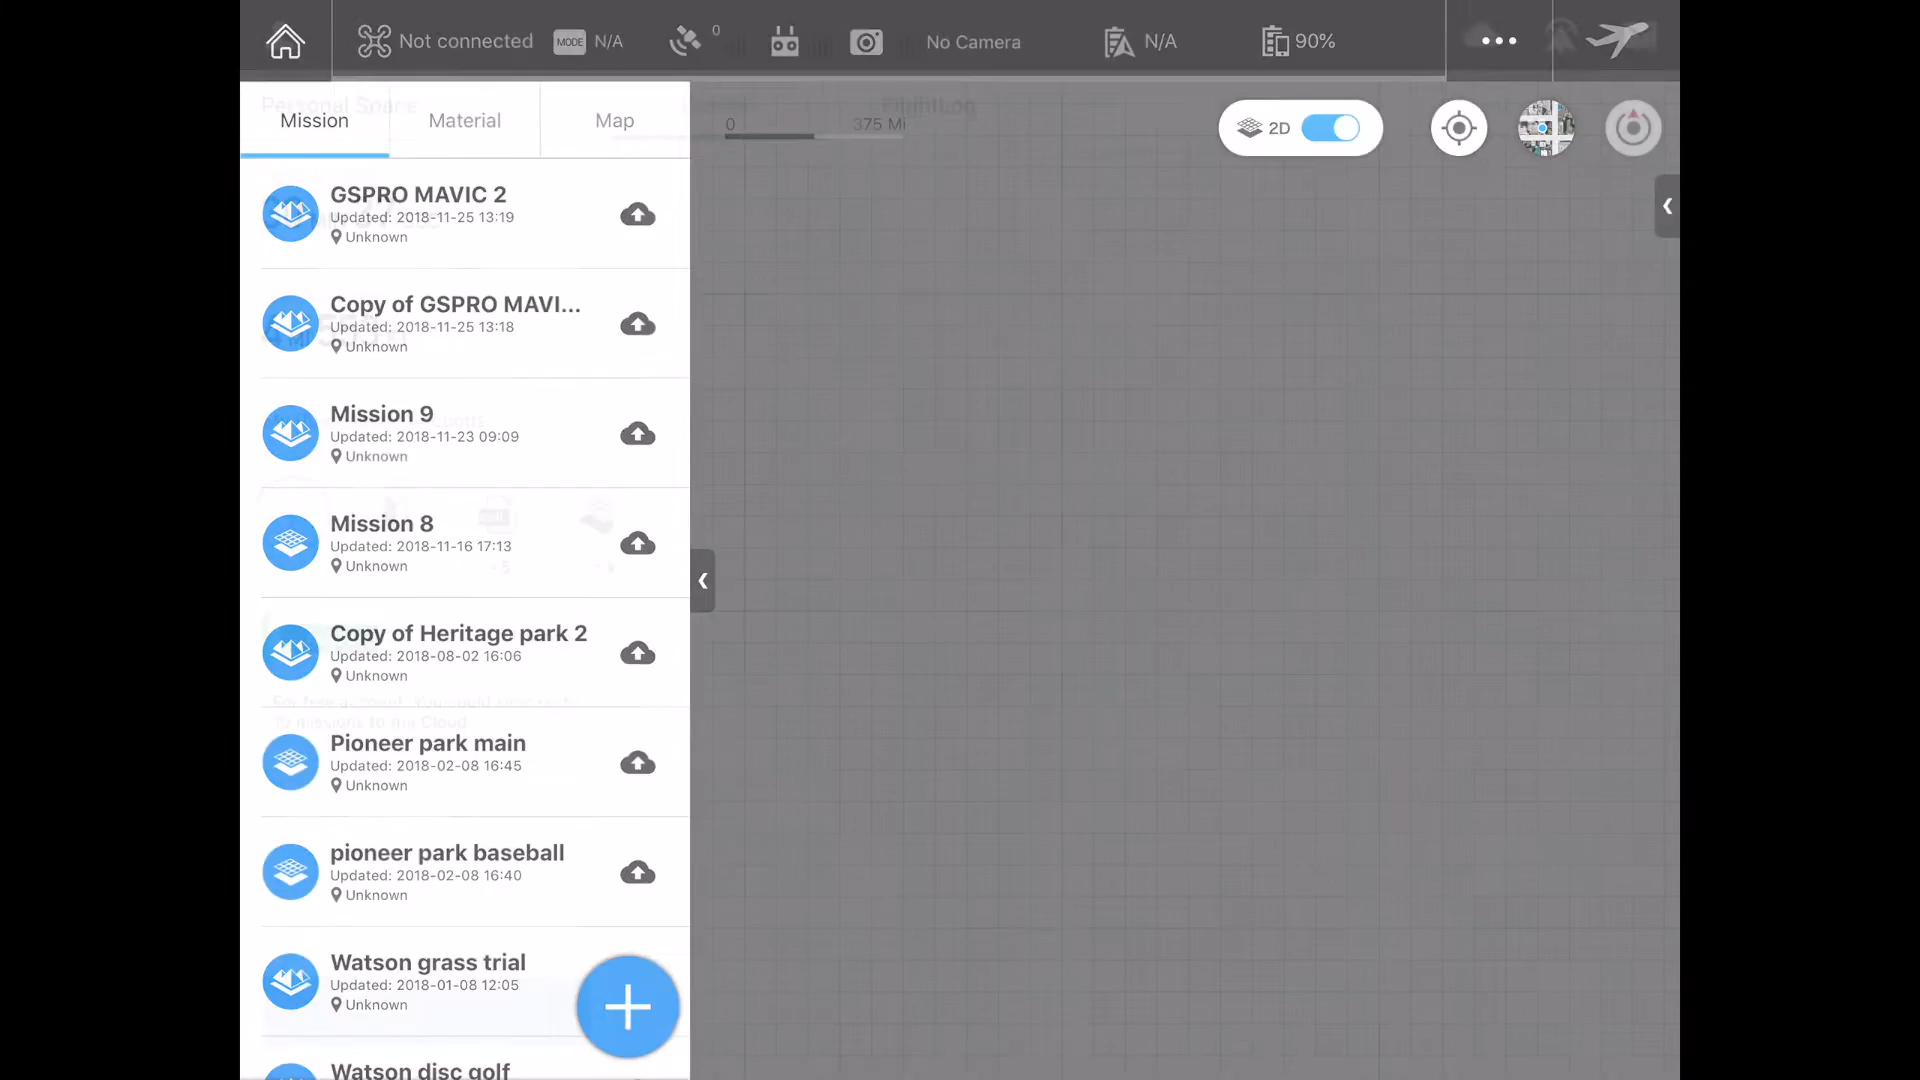 Not connected
MODE N/A
0
No Camera
N/A
90%
Personal Space
Mission
Material
Map
0
375 Mi
2D
GSPRO MAVIC 2
Updated: 2018-11-25 13:19
Unknown
Copy of GSPRO MAVI...
Updated: 2018-11-25 13:18
Unknown
Mission 9
Updated: 2018-11-23 09:09
Unknown
Mission 8
Updated: 2018-11-16 17:13
Unknown
Copy of Heritage park 2
Updated: 2018-08-02 16:06
Unknown
Pioneer park main
Updated: 2018-02-08 16:45
Unknown
pioneer park baseball
Updated: 2018-02-08 16:40
Unknown
Watson grass trial
Updated: 2018-01-08 12:05
Unknown
Watson disc golf